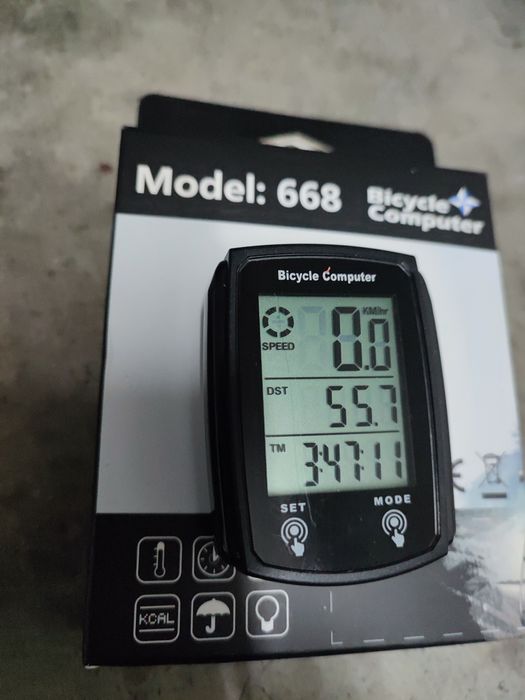 Model: 668
Bicycle
Computer
Bicycle Computer
KM/hr
0.0
SPEED
DST
55.7
TM
3:47:11
SET
MODE
KCAL